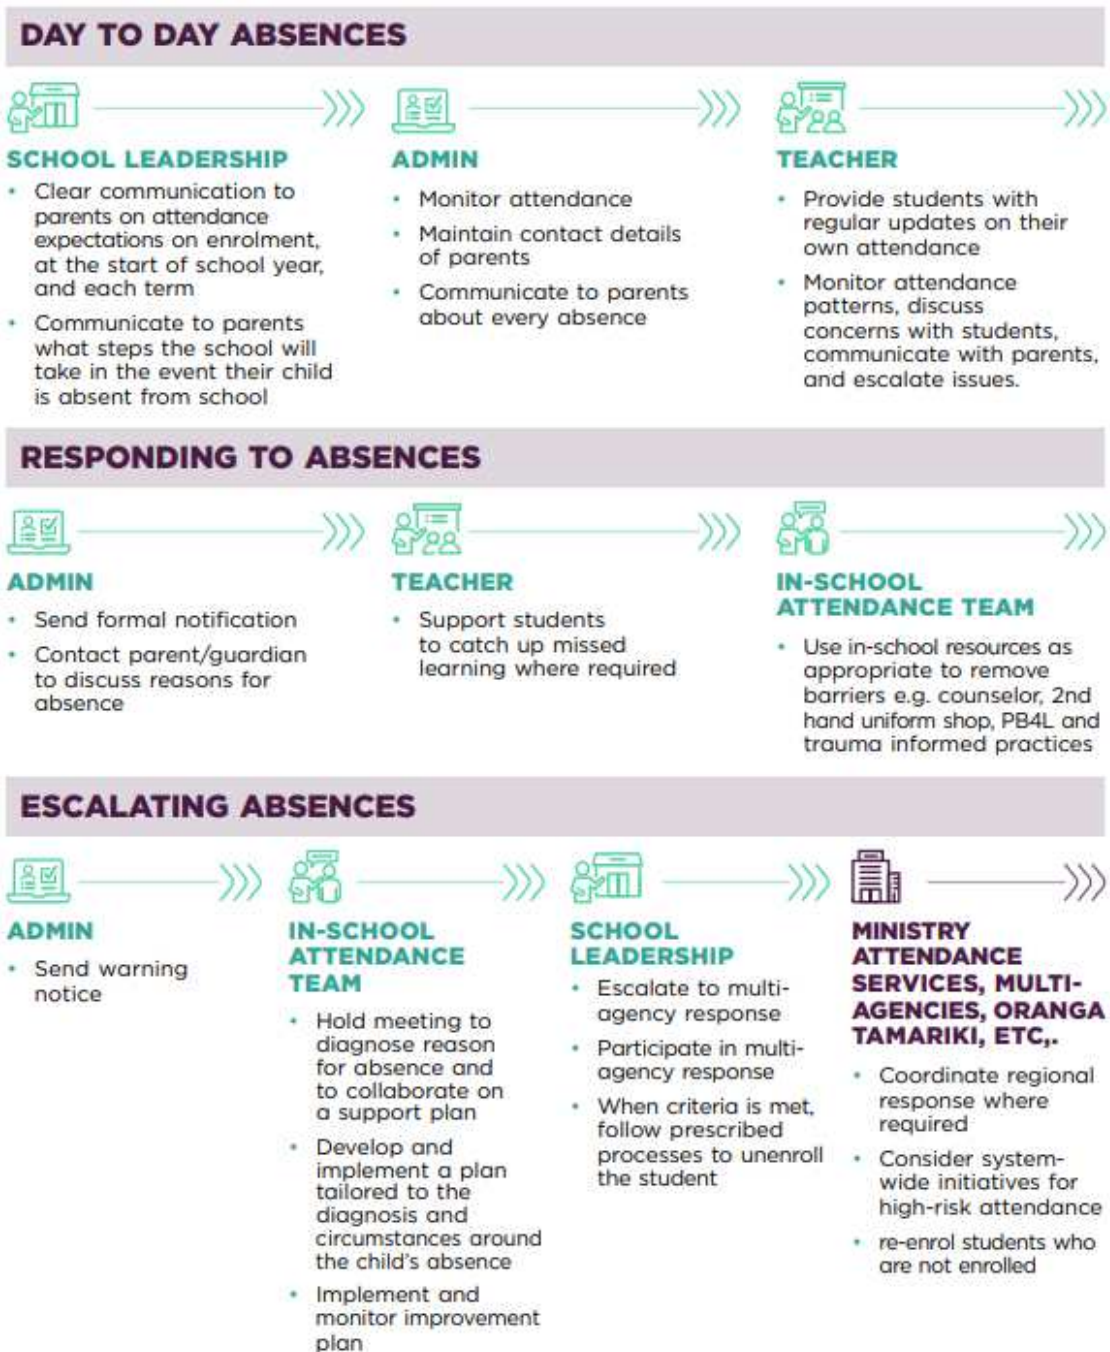 DAY TO DAY ABSENCES
SCHOOL LEADERSHIP
• Clear communication to
parents on attendance
expectations on enrolment,
at the start of school year,
and each term
• Communicate to parents
what steps the school will
take in the event their child
is absent from school
ADMIN
• Monitor attendance
• Maintain contact details
of parents
• Communicate to parents
about every absence
TEACHER
• Provide students with
regular updates on their
own attendance
• Monitor attendance
patterns, discuss
concerns with students,
communicate with parents,
and escalate issues.
RESPONDING TO ABSENCES
ADMIN
• Send formal notification
• Contact parent/guardian
to discuss reasons for
absence
TEACHER
• Support students
to catch up missed
learning where required
IN-SCHOOL
ATTENDANCE TEAM
• Use in-school resources as
appropriate to remove
barriers e.g. counselor, 2nd
hand uniform shop, PB4L and
trauma informed practices
ESCALATING ABSENCES
ADMIN
• Send warning
notice
IN-SCHOOL
ATTENDANCE
TEAM
• Hold meeting to
diagnose reason
for absence and
to collaborate on
a support plan
• Develop and
implement a plan
tailored to the
diagnosis and
circumstances around
the child's absence
• Implement and
monitor improvement
plan
SCHOOL
LEADERSHIP
• Escalate to multi-
agency response
• Participate in multi-
agency response
• When criteria is met,
follow prescribed
processes to unenroll
the student
MINISTRY
ATTENDANCE
SERVICES, MULTI-
AGENCIES, ORANGA
TAMARIKI, ETC,.
• Coordinate regional
response where
required
• Consider system-
wide initiatives for
high-risk attendance
• re-enrol students who
are not enrolled